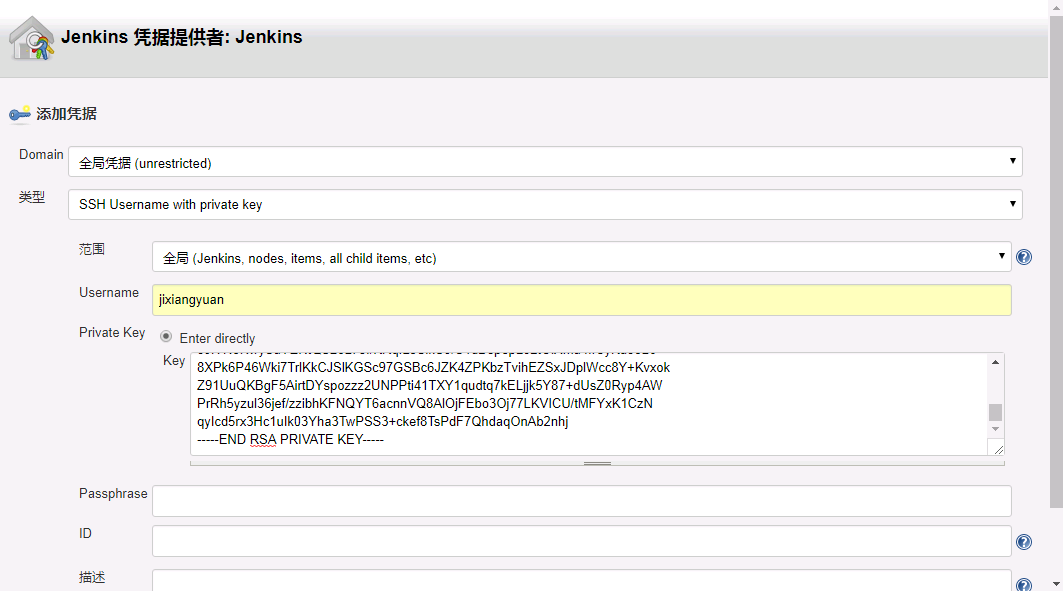 Jenkins 凭据提供者: Jenkins
添加凭据
Domain
全局凭据 (unrestricted)
类型
SSH Username with private key
范围
全局 (Jenkins, nodes, items, all child items, etc)
Username
jixiangyuan
Private Key
Enter directly
Key
8XPk6P46Wki7TrlKkCJSIKGSc97GSBc6JZK4ZPKbzTvihEZSxJDplWcc8Y+Kvxok
Z91UuQKBgF5AirtDYspozzz2UNPPti41TXY1qudtq7kELjjk5Y87+dUsZ0Ryp4AW
PrRh5yzul36jef/zzibhKFNQYT6acnnVQ8AlOjFEbo3Oj77LKVICU/tMFYxK1CzN
qyIcd5rx3Hc1uIk03Yha3TwPSS3+ckef8TsPdF7QhdaqOnAb2nhj
-----END RSA PRIVATE KEY-----
Passphrase
ID
描述